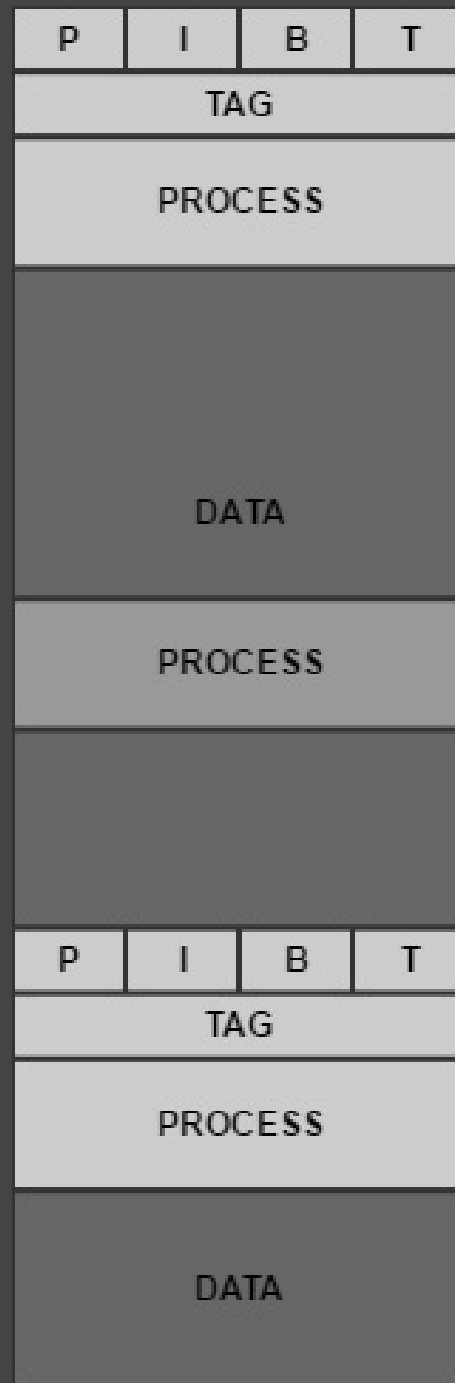 P I B T
TAG
PROCESS
DATA
PROCESS
P I B T
TAG
PROCESS
DATA